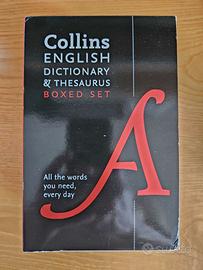 Collins
ENGLISH
DICTIONARY
& THESAURUS
BOXED SET
A
All the words
you need,
every day